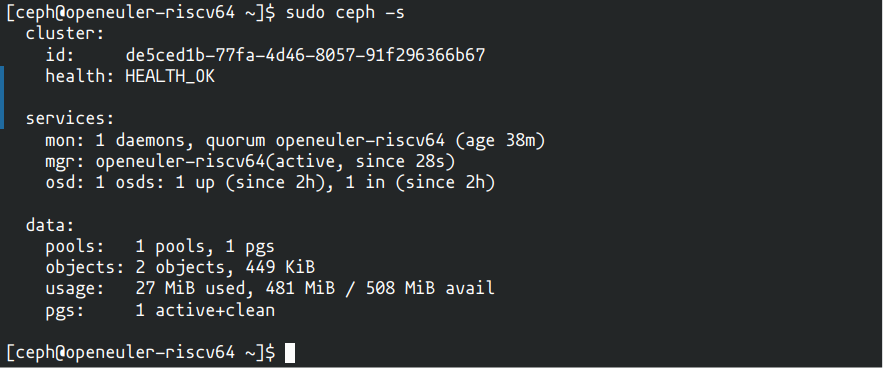 [ceph@openeuler-riscv64 ~]$ sudo ceph -s
  cluster:
    id:     de5ced1b-77fa-4d46-8057-91f296366b67
    health: HEALTH_OK

  services:
    mon: 1 daemons, quorum openeuler-riscv64 (age 38m)
    mgr: openeuler-riscv64(active, since 28s)
    osd: 1 osds: 1 up (since 2h), 1 in (since 2h)

  data:
    pools:   1 pools, 1 pgs
    objects: 2 objects, 449 KiB
    usage:   27 MiB used, 481 MiB / 508 MiB avail
    pgs:     1 active+clean

[ceph@openeuler-riscv64 ~]$